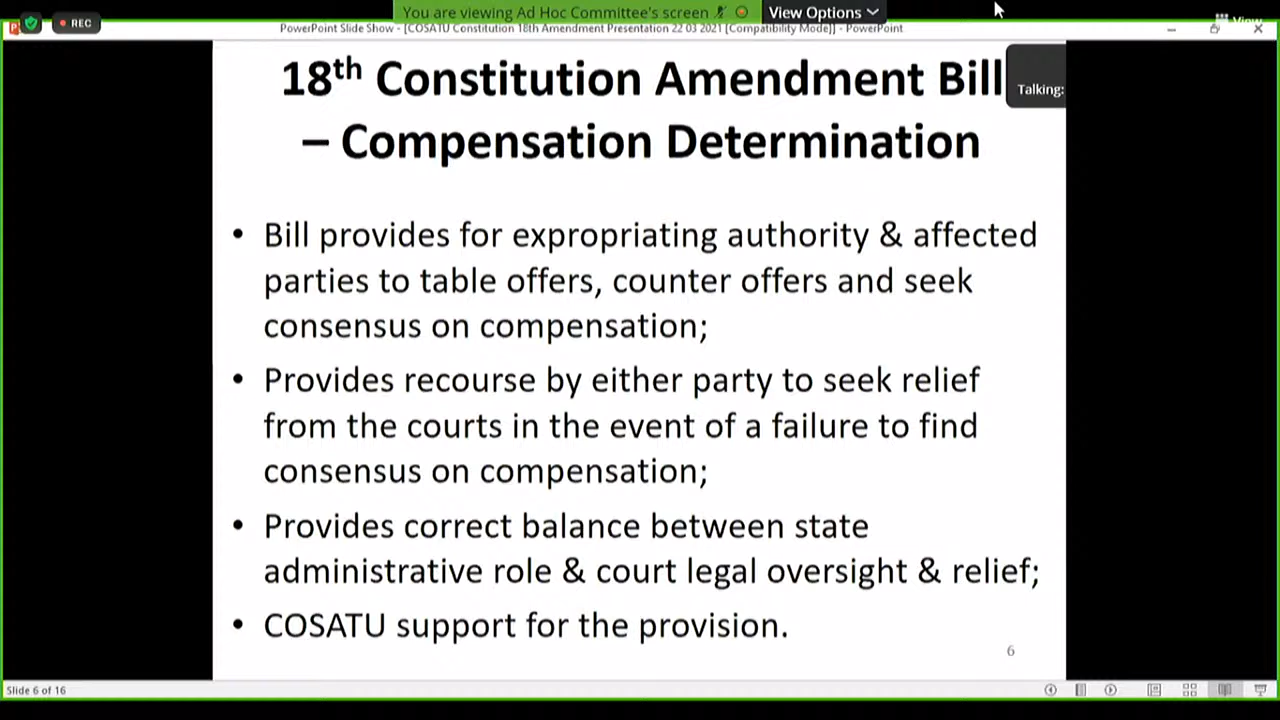 You are viewing Ad Hoc Committee's screen
View Options
REC
View
PowerPoint Slide Show - [COSATU Constitution 18th Amendment Presentation 22 03 2021 [Compatibility Mode]] - PowerPoint
18th Constitution Amendment Bill
– Compensation Determination
Talking:
• Bill provides for expropriating authority & affected
parties to table offers, counter offers and seek
consensus on compensation;
• Provides recourse by either party to seek relief
from the courts in the event of a failure to find
consensus on compensation;
• Provides correct balance between state
administrative role & court legal oversight & relief;
• COSATU support for the provision.
6
Slide 6 of 16